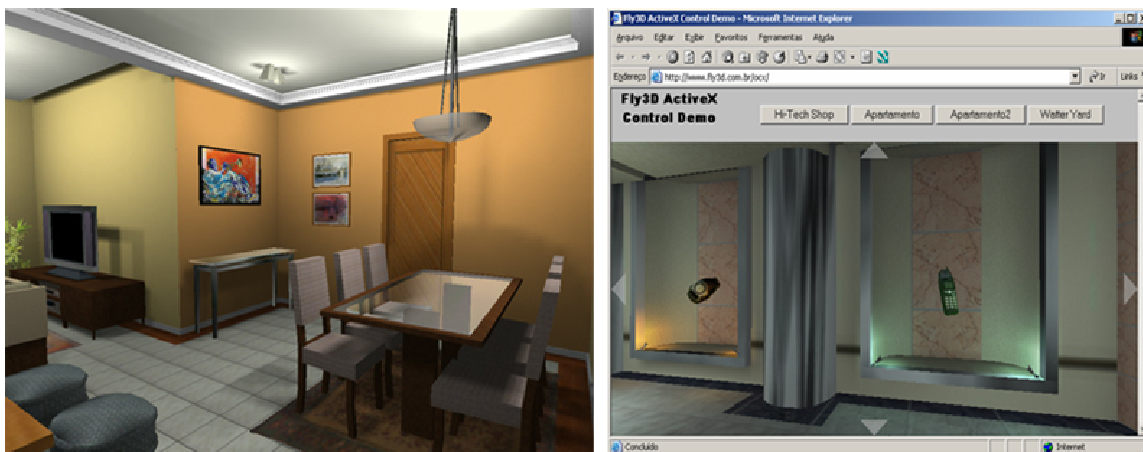 Fly3D ActiveX Control Demo - Microsoft Internet Explorer
Arquivo Editar Exibir Favoritos Ferramentas Ajuda
Endereço http://www.fly3d.com.br/ocx/ Ir Links
Fly3D ActiveX
Control Demo
Hi-Tech Shop Apartamento Apartamento2 Walter Yard
Concluído Internet